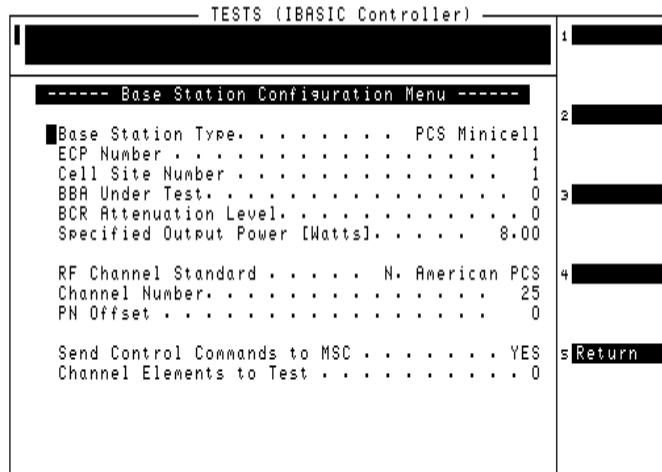 TESTS (IBASIC Controller)
1
------ Base Station Configuration Menu ------
2
Base Station Type. . . . . . . . PCS Minicell
ECP Number . . . . . . . . . . . . . . . 1
Cell Site Number . . . . . . . . . . . . 1
BBA Under Test. . . . . . . . . . . . . . 0
3
BCR Attenuation Level. . . . . . . . . . . 0
Specified Output Power [Watts]. . . . . 8.00
RF Channel Standard . . . . . N. American PCS
4
Channel Number. . . . . . . . . . . . . 25
PN Offset . . . . . . . . . . . . . . . 0
Send Control Commands to MSC . . . . . . . YES
5 Return
Channel Elements to Test . . . . . . . . . . 0